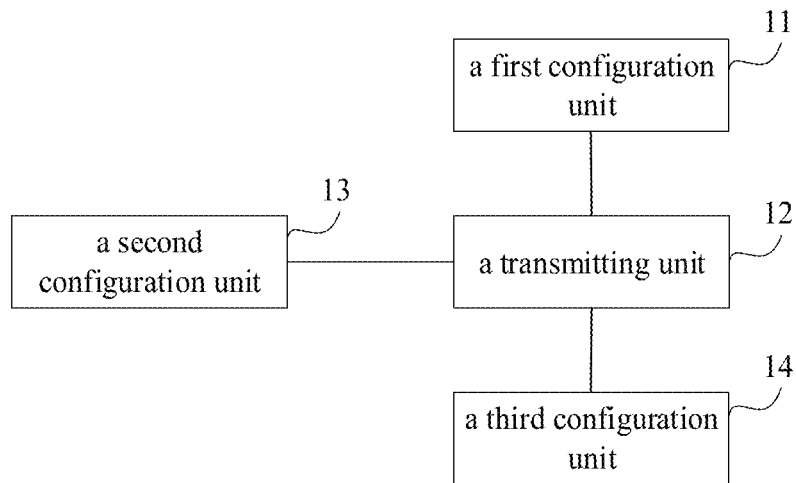 11
a first configuration
unit
13
12
a second
configuration unit
a transmitting unit
14
a third configuration
unit